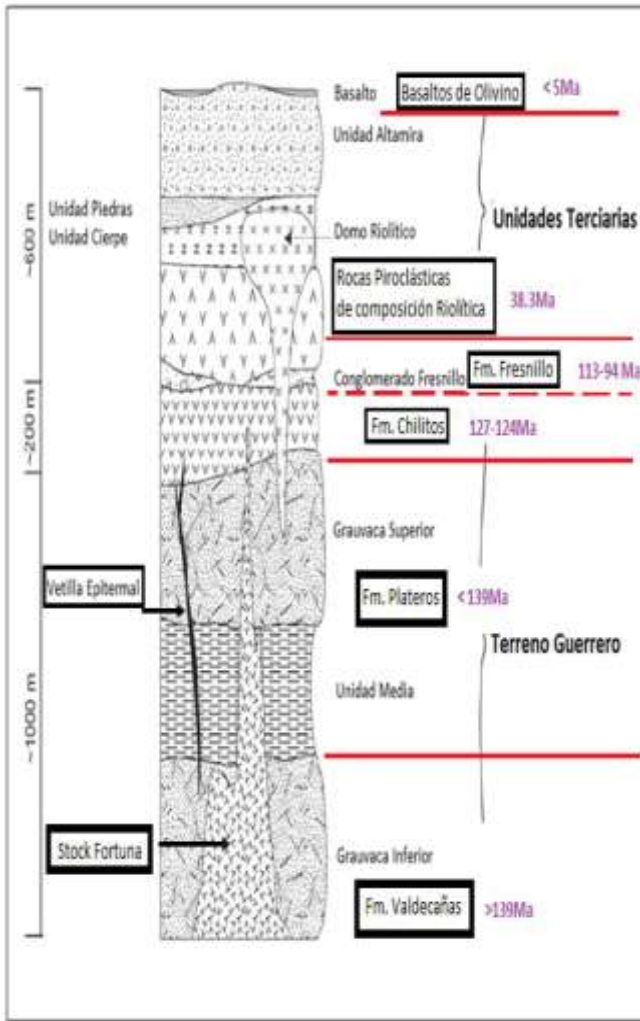 Basalto
Basaltos de Olivino
<5Ma
Unidad Altamira
Unidad Piedras
Unidad Cierpe
~600 m
Domo Riolítico
Unidades Terciarias
Rocas Piroclásticas
de composición Riolítica
38.3Ma
Conglomerado Fresnillo
Fm. Fresnillo
113-94 Ma
~200 m
Fm. Chilitos
127-124Ma
Grauvaca Superior
Vetilla Epitermal
Fm. Plateros
<139Ma
Terreno Guerrero
~1000 m
Unidad Media
Stock Fortuna
Grauvaca Inferior
Fm. Valdecañas
>139Ma